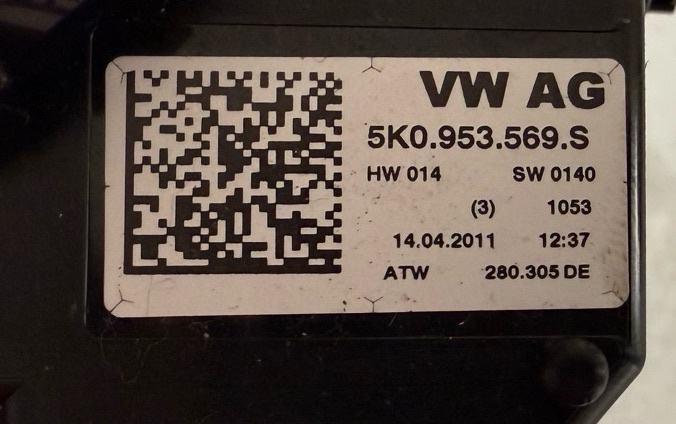 VW AG
5K0.953.569.S
HW 014 SW 0140
(3) 1053
14.04.2011 12:37
ATW 280.305 DE